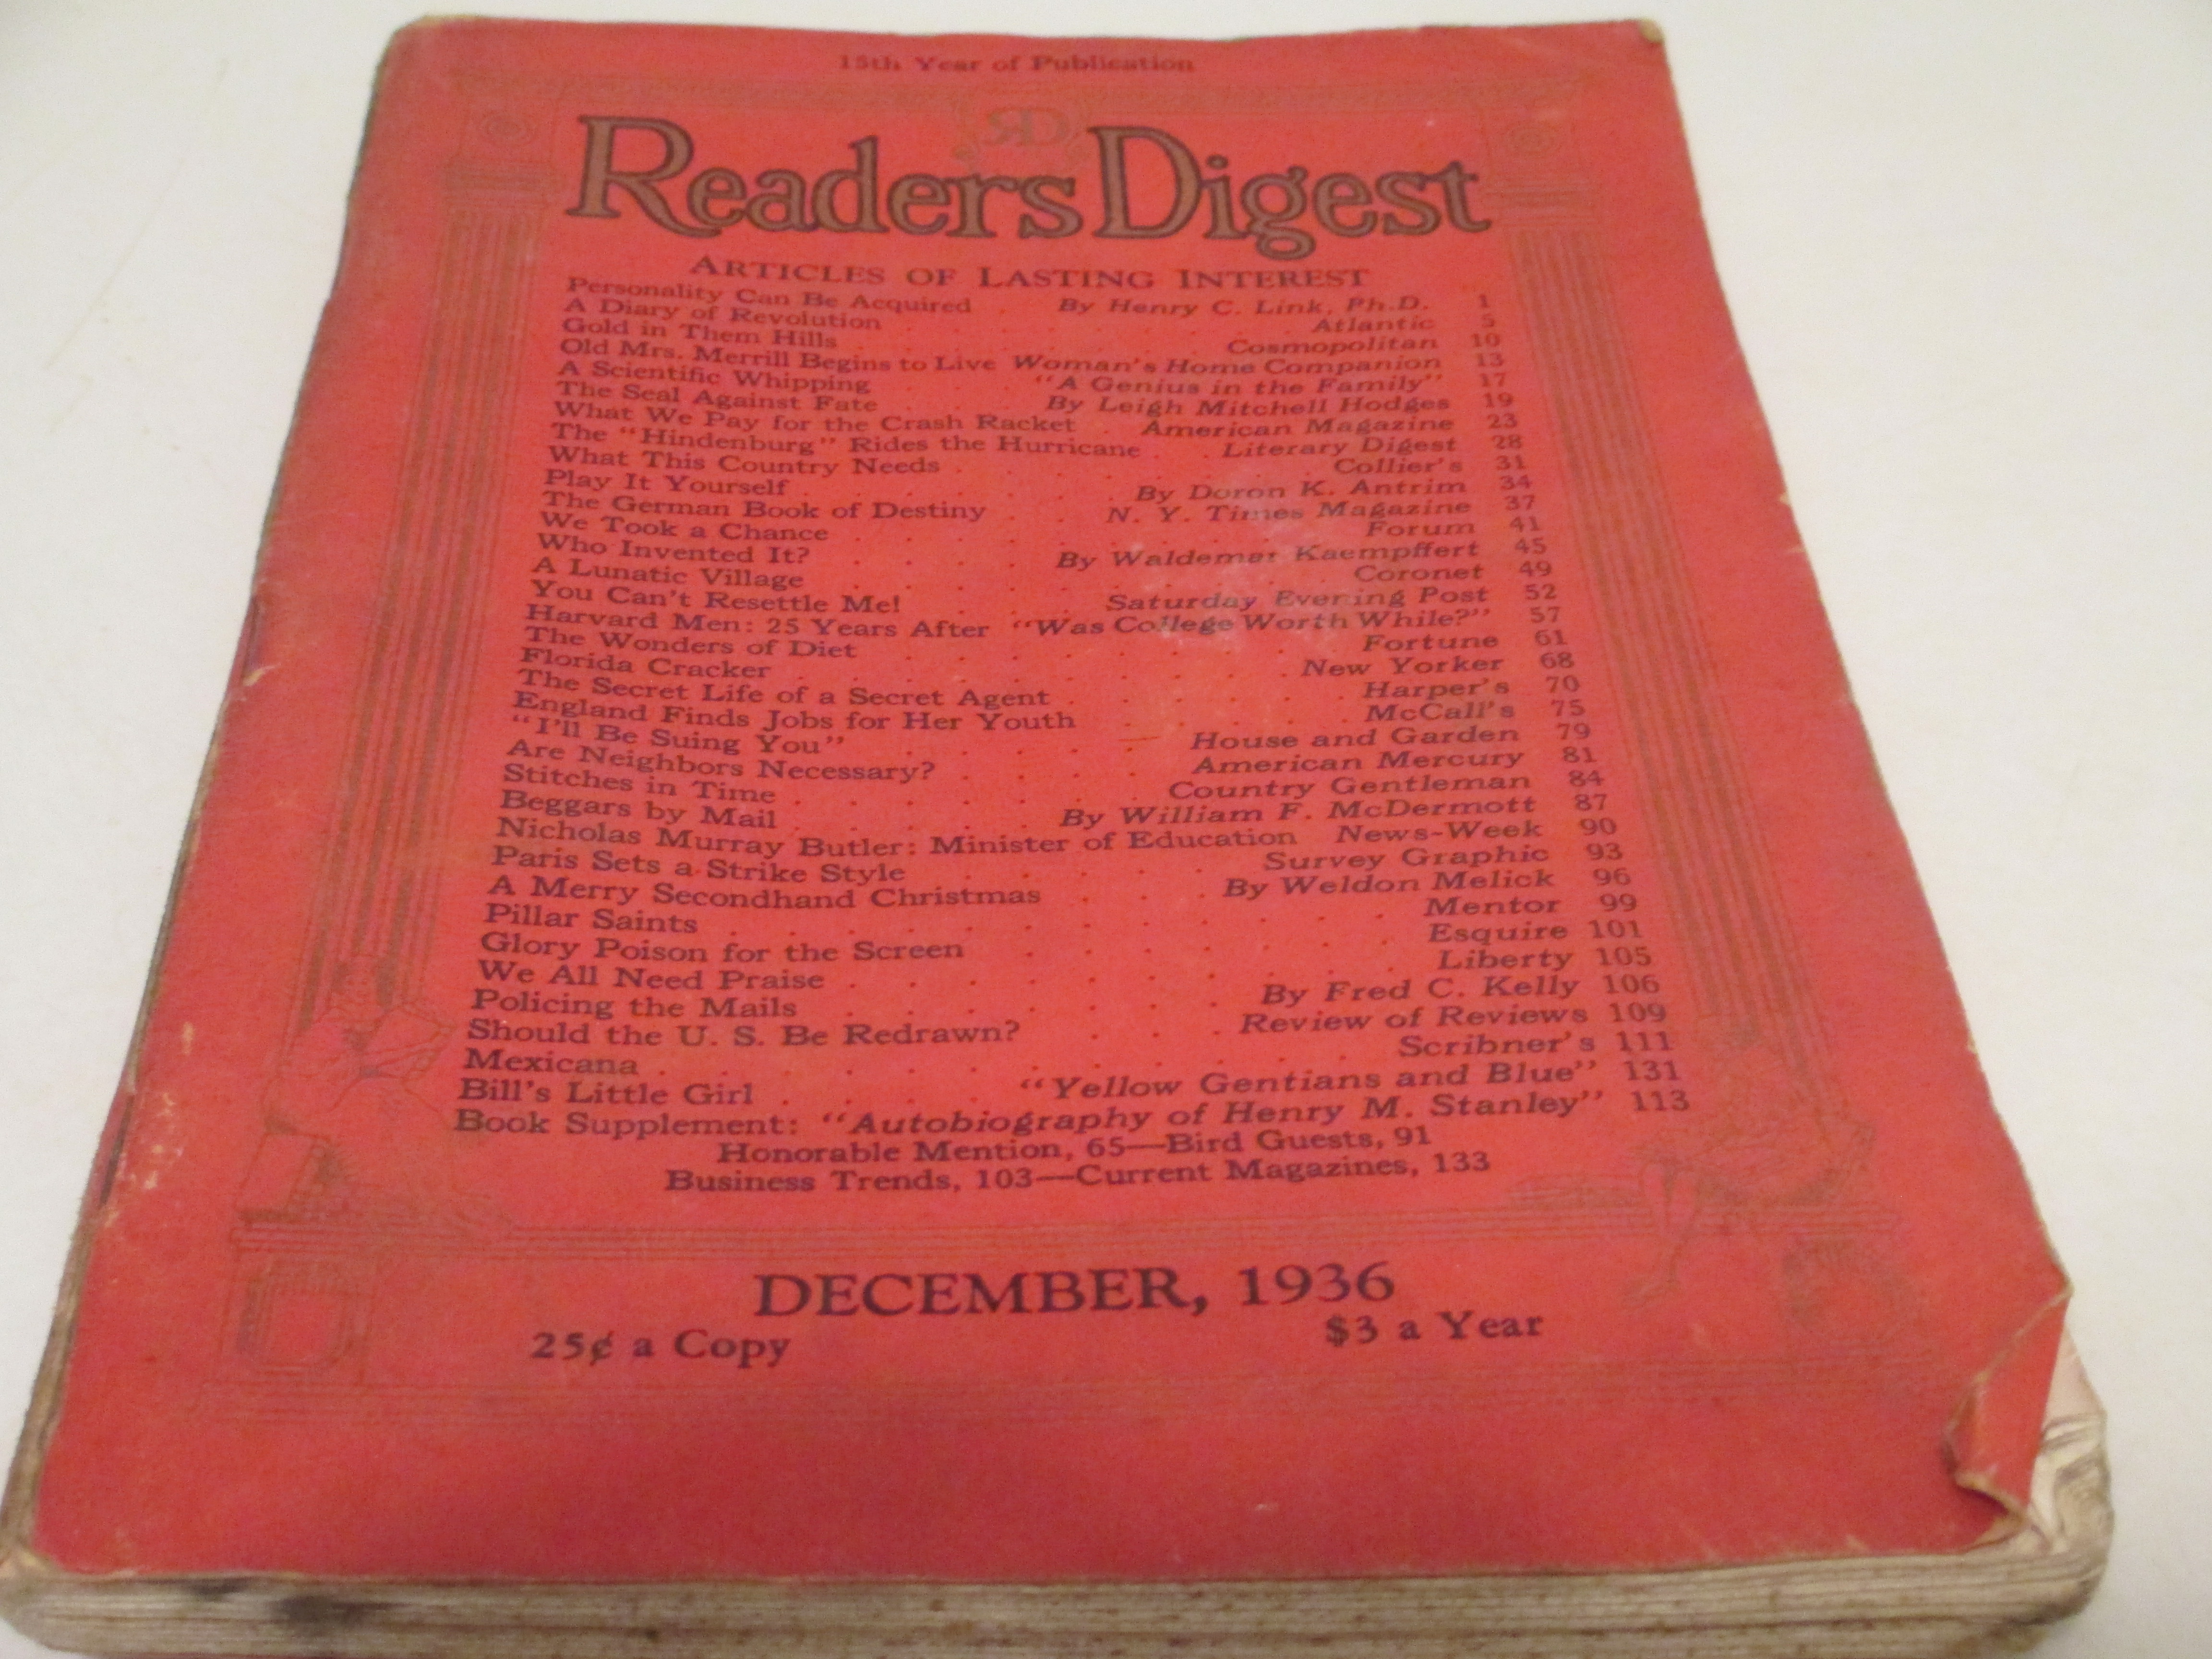 15th Year of Publication
RD
Readers Digest
Articles of Lasting Interest
Personality Can Be Acquired . By Henry C. Link, Ph.D. 1
A Diary of Revolution . . . . . Atlantic 5
Gold in Them Hills . . . . . Cosmopolitan 10
Old Mrs. Merrill Begins to Live Woman's Home Companion 13
A Scientific Whipping . . "A Genius in the Family" 17
The Seal Against Fate . . . By Leigh Mitchell Hodges 19
What We Pay for the Crash Racket . American Magazine 23
The "Hindenburg" Rides the Hurricane . . Literary Digest 28
What This Country Needs . . . . . Collier's 31
Play It Yourself . . . . . By Doron K. Antrim 34
The German Book of Destiny . . N. Y. Times Magazine 37
We Took a Chance . . . . . . Forum 41
Who Invented It? . . . . By Waldemar Kaempffert 45
A Lunatic Village . . . . . . Coronet 49
You Can't Resettle Me! . . . Saturday Evening Post 52
Harvard Men: 25 Years After "Was College Worth While?" 57
The Wonders of Diet . . . . . . Fortune 61
Florida Cracker . . . . . . . New Yorker 68
The Secret Life of a Secret Agent . . . . . Harper's 70
England Finds Jobs for Her Youth . . . . . McCall's 75
"I'll Be Suing You" . . . . . House and Garden 79
Are Neighbors Necessary? . . . . American Mercury 81
Stitches in Time . . . . . . Country Gentleman 84
Beggars by Mail . . . . . By William F. McDermott 87
Nicholas Murray Butler: Minister of Education News-Week 90
Paris Sets a Strike Style . . . . . Survey Graphic 93
A Merry Secondhand Christmas . . . By Weldon Melick 96
Pillar Saints . . . . . . . . Mentor 99
Glory Poison for the Screen . . . . . . Esquire 101
We All Need Praise . . . . . . . Liberty 105
Policing the Mails . . . . . . By Fred C. Kelly 106
Should the U. S. Be Redrawn? . . . Review of Reviews 109
Mexicana . . . . . . . . Scribner's 111
Bill's Little Girl . . . . "Yellow Gentians and Blue" 131
Book Supplement: "Autobiography of Henry M. Stanley" 113
Honorable Mention, 65—Bird Guests, 91
Business Trends, 103—Current Magazines, 133
DECEMBER, 1936
25¢ a Copy $3 a Year